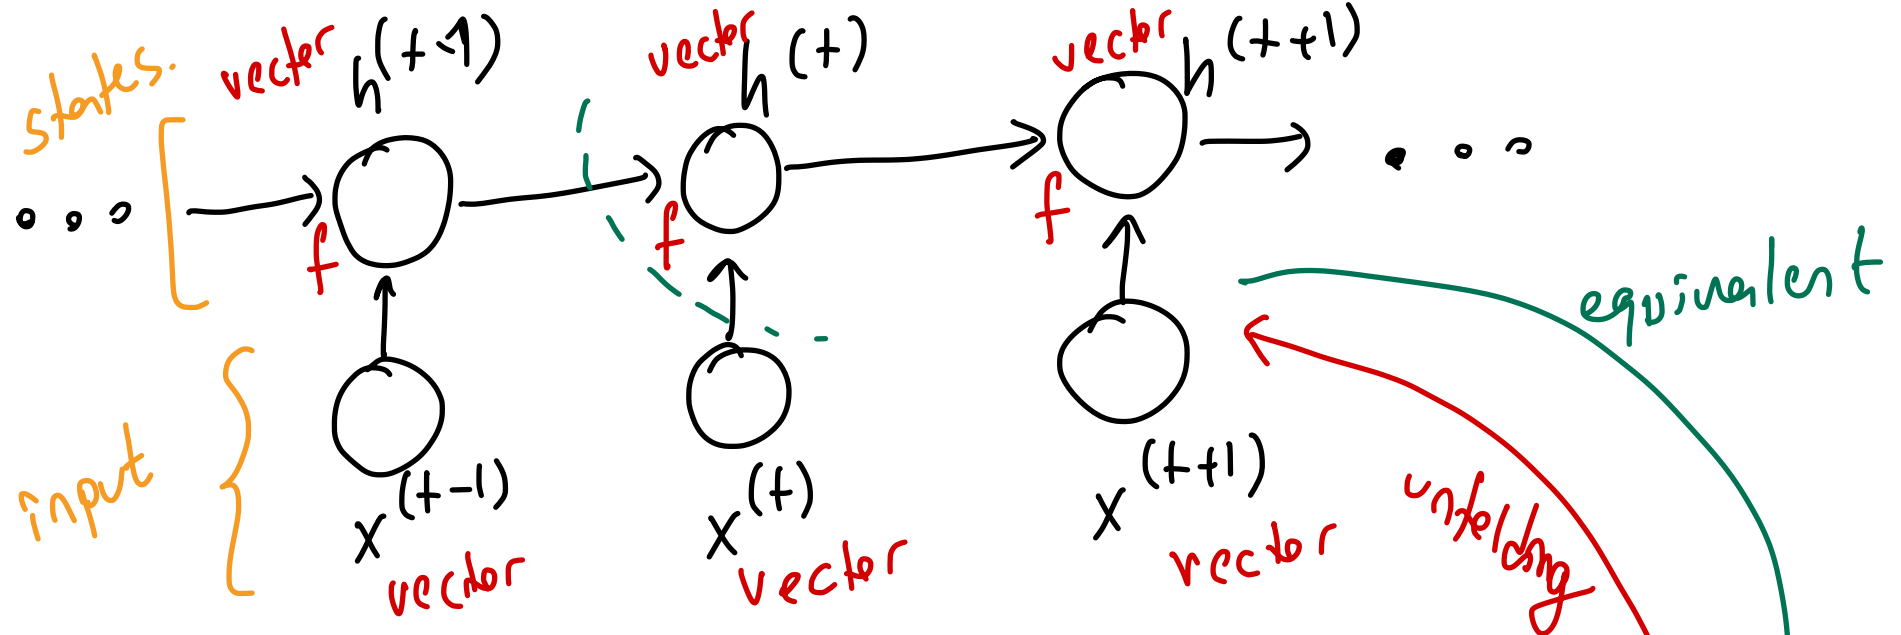 states.
vector h^(t-1)
vector h^(t)
vector h^(t+1)
... ...
f f f
equivalent
input
x^(t-1) x^(t) x^(t+1)
unfolding
vector vector vector